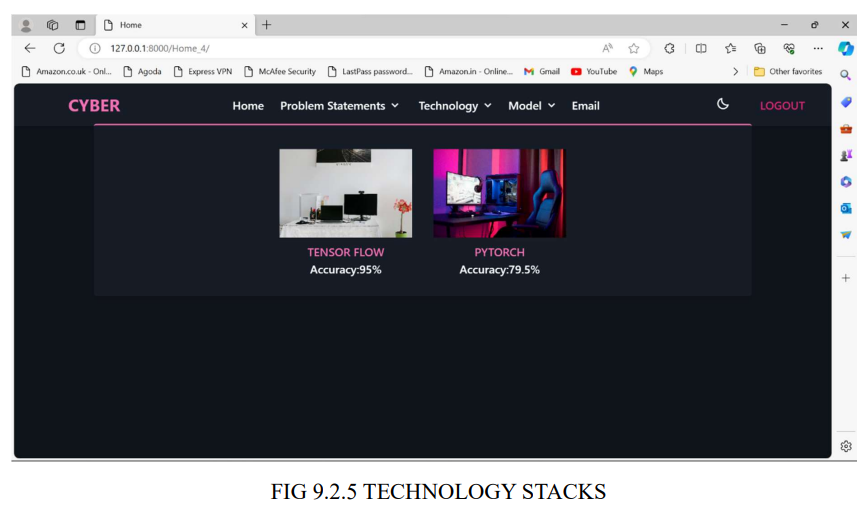 Home
127.0.0.1:8000/Home_4/
Amazon.co.uk - Onl... Agoda Express VPN McAfee Security LastPass password... Amazon.in - Online... Gmail YouTube Maps Other favorites
CYBER Home Problem Statements Technology Model Email LOGOUT
TENSOR FLOW PYTORCH
Accuracy:95% Accuracy:79.5%
FIG 9.2.5 TECHNOLOGY STACKS